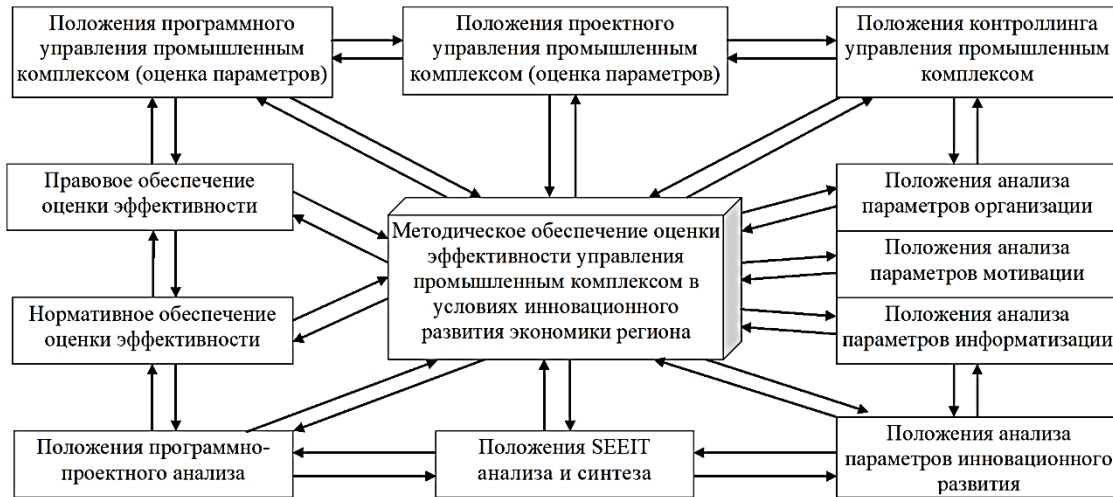 Положения программного
управления промышленным
комплексом (оценка параметров)
Положения проектного
управления промышленным
комплексом (оценка параметров)
Положения контроллинга
управления промышленным
комплексом
Правовое обеспечение
оценки эффективности
Методическое обеспечение оценки
эффективности управления
промышленным комплексом в
условиях инновационного
развития экономики региона
Положения анализа
параметров организации
Положения анализа
параметров мотивации
Нормативное обеспечение
оценки эффективности
Положения анализа
параметров информатизации
Положения программно-
проектного анализа
Положения SEEIT
анализа и синтеза
Положения анализа
параметров инновационного
развития